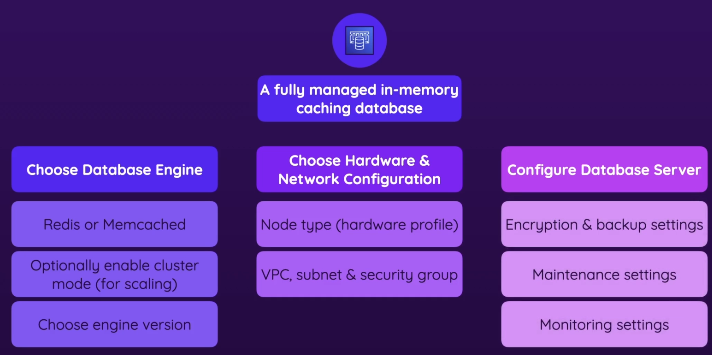 A fully managed in-memory
caching database
Choose Database Engine
Redis or Memcached
Optionally enable cluster
mode (for scaling)
Choose engine version
Choose Hardware &
Network Configuration
Node type (hardware profile)
VPC, subnet & security group
Configure Database Server
Encryption & backup settings
Maintenance settings
Monitoring settings